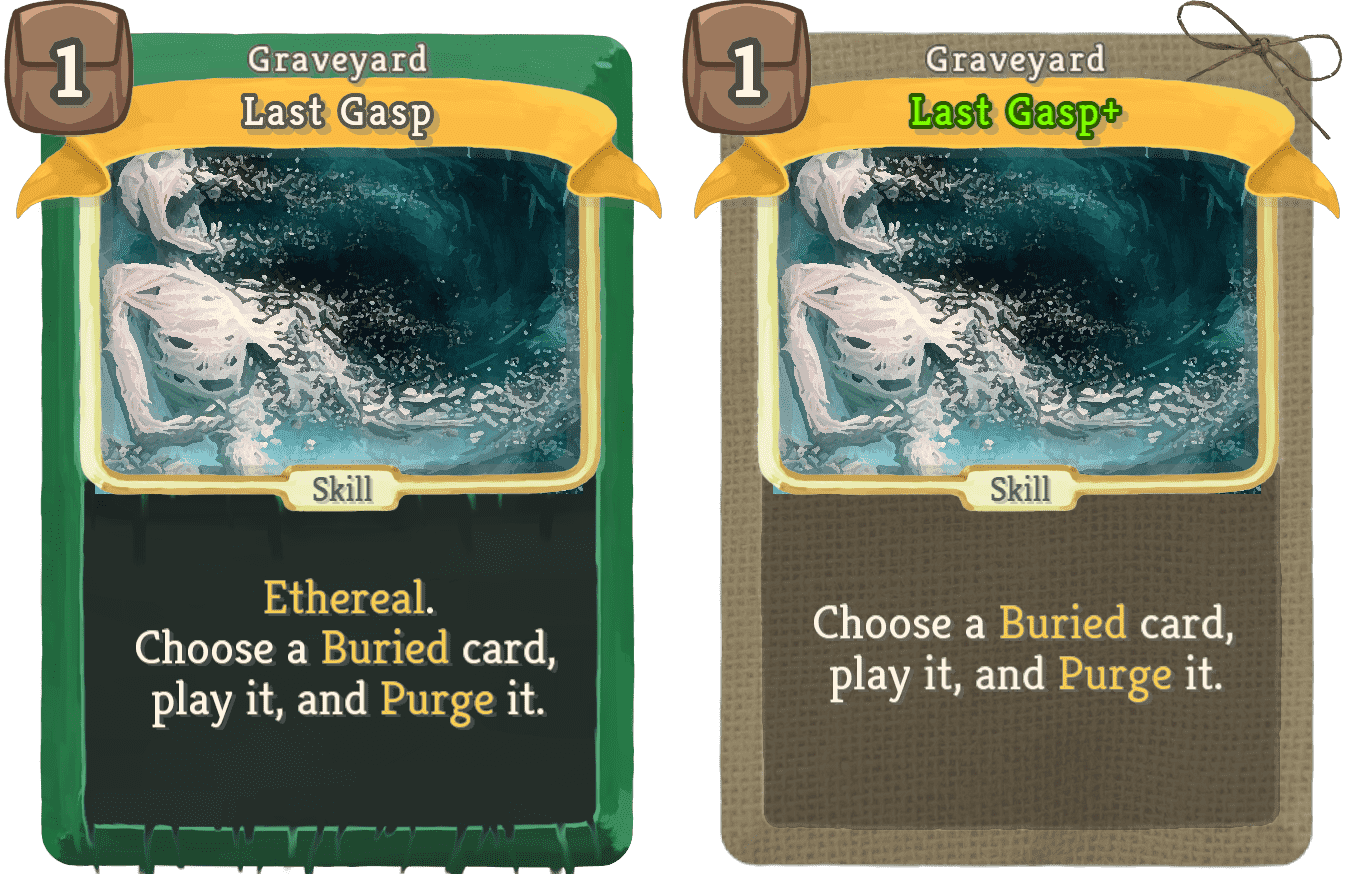 1
Graveyard
Last Gasp
Skill
Ethereal.
Choose a Buried card,
play it, and Purge it.
1
Graveyard
Last Gasp+
Skill
Choose a Buried card,
play it, and Purge it.